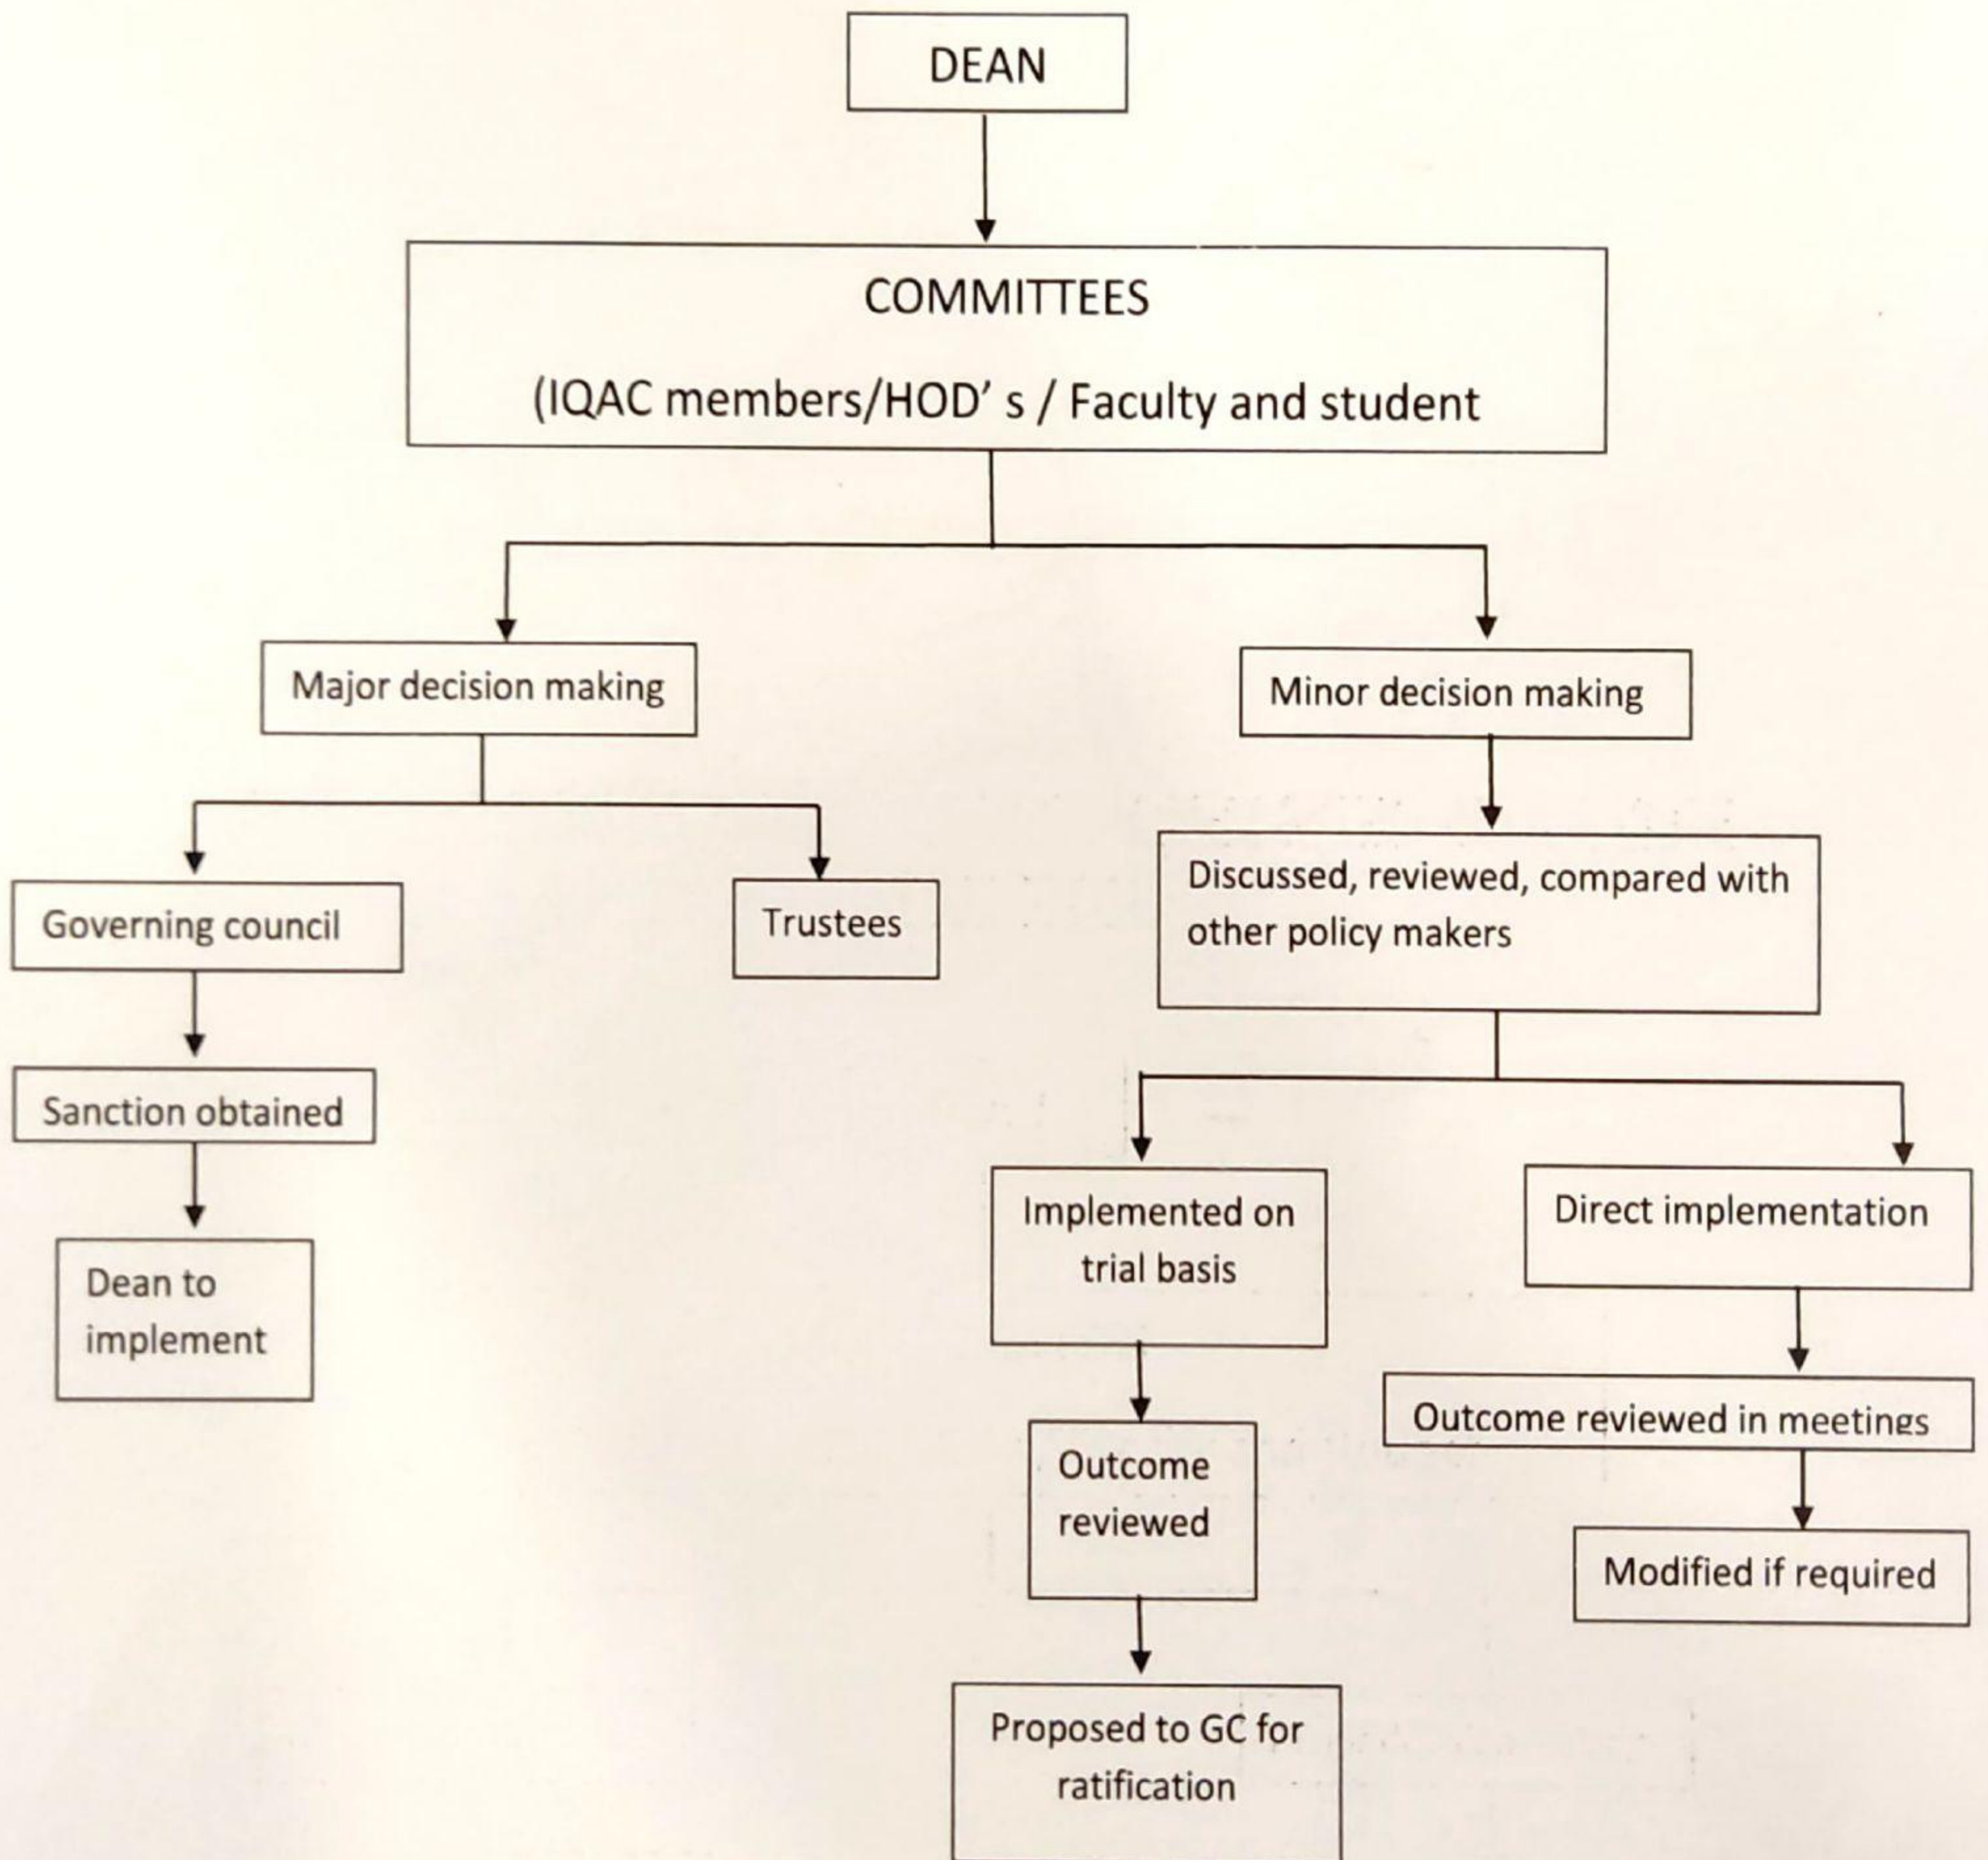 DEAN
COMMITTEES
(IQAC members/HOD' s / Faculty and student
Major decision making
Minor decision making
Governing council
Trustees
Discussed, reviewed, compared with
other policy makers
Sanction obtained
Dean to
implement
Implemented on
trial basis
Direct implementation
Outcome
reviewed
Outcome reviewed in meetings
Modified if required
Proposed to GC for
ratification